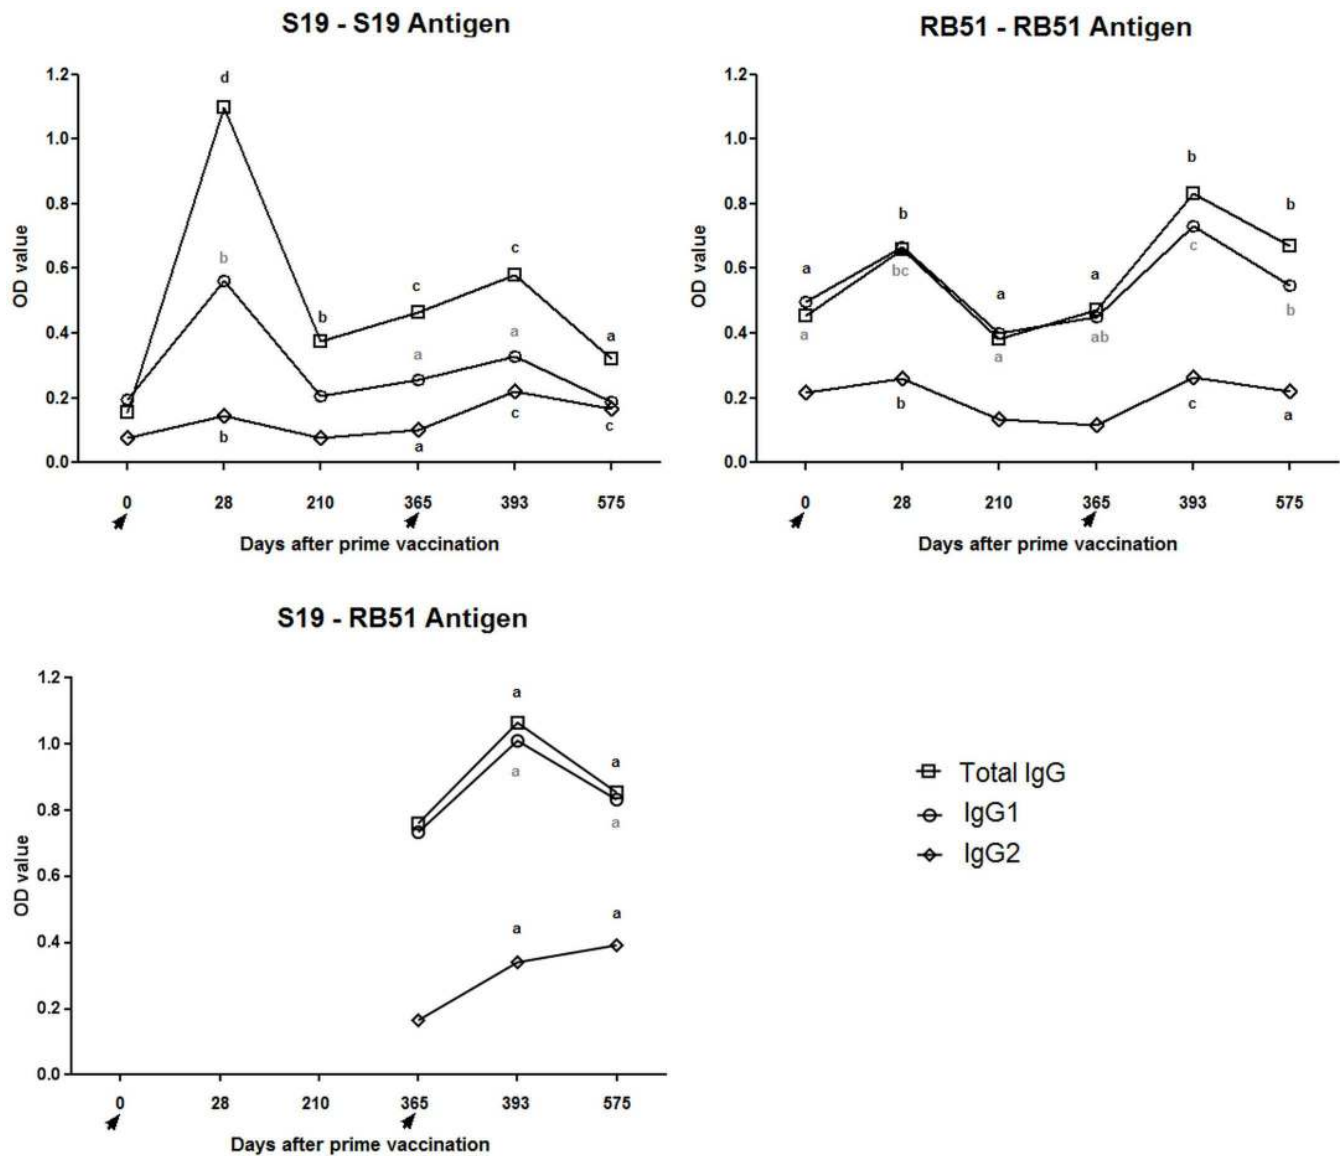 S19 - S19 Antigen
1.2
1.0
0.8
0.6
0.4
0.2
0.0
OD value
d
b
b
c
c
a
a
a
b
a
c
c
0 28 210 365 393 575
Days after prime vaccination
RB51 - RB51 Antigen
1.2
1.0
0.8
0.6
0.4
0.2
0.0
OD value
a
b
a
a
b
b
a
bc
a
ab
c
b
b
c
a
0 28 210 365 393 575
Days after prime vaccination
S19 - RB51 Antigen
1.2
1.0
0.8
0.6
0.4
0.2
0.0
OD value
a
a
a
a
a
a
0 28 210 365 393 575
Days after prime vaccination
Total IgG
IgG1
IgG2